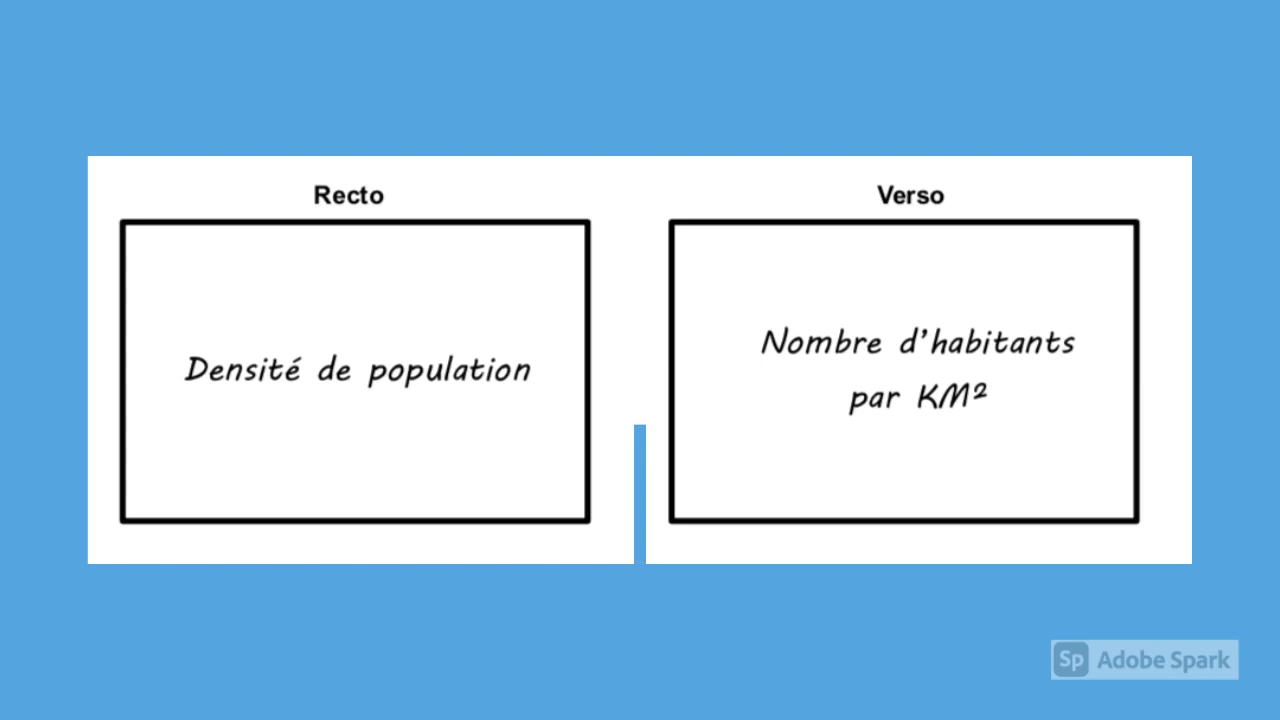 Recto
Densité de population
Verso
Nombre d’habitants
par KM²
Sp Adobe Spark